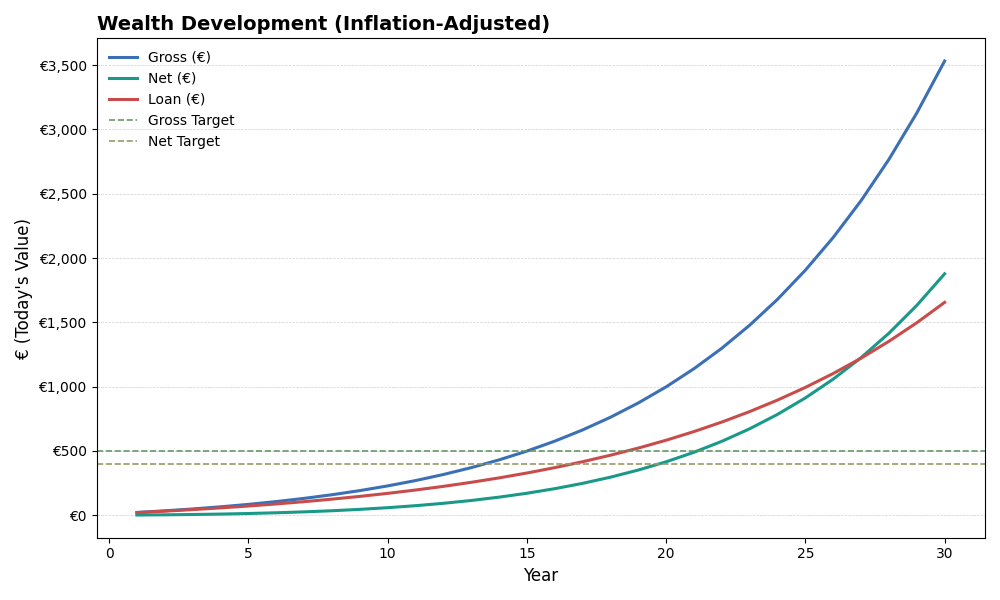 Wealth Development (Inflation-Adjusted)
Gross (€)
Net (€)
Loan (€)
Gross Target
Net Target
€3,500
€3,000
€2,500
€2,000
€1,500
€1,000
€500
€0
€ (Today's Value)
0 5 10 15 20 25 30
Year